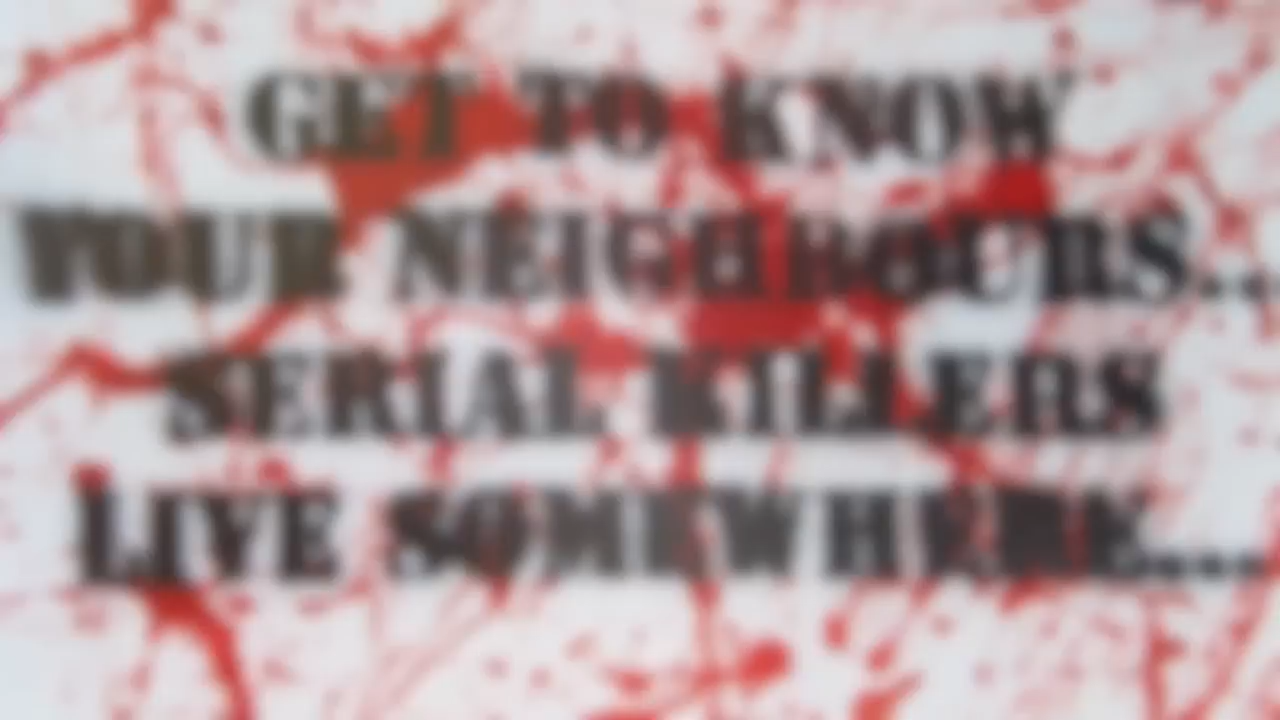 GET TO KNOW
YOUR NEIGHBOURS..
SERIAL KILLERS
LIVE SOMEWHERE....